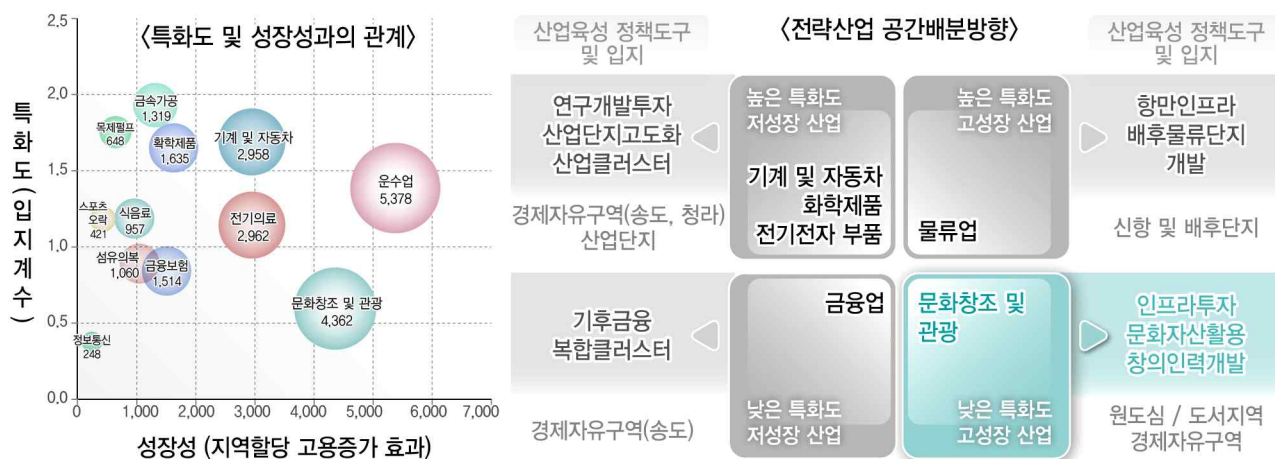 〈특화도 및 성장성과의 관계〉
특화도(입지계수)
2,5
2,0
1,5
1,0
0,5
0,0
0
1,000
2,000
3,000
4,000
5,000
6,000
7,000
성장성 (지역할당 고용증가 효과)
금속가공
1,319
목제펄프
648
확학제품
1,635
기계 및 자동차
2,958
운수업
5,378
스포츠
오락
421
식음료
957
전기의료
2,962
섬유의복
1,060
금융보험
1,514
문화창조 및 관광
4,362
정보통신
248
〈전략산업 공간배분방향〉
산업육성 정책도구
및 입지
산업육성 정책도구
및 입지
연구개발투자
산업단지고도화
산업클러스터
경제자유구역(송도, 청라)
산업단지
높은 특화도
저성장 산업
기계 및 자동차
화학제품
전기전자 부품
높은 특화도
고성장 산업
물류업
항만인프라
배후물류단지
개발
신항 및 배후단지
기후금융
복합클러스터
경제자유구역(송도)
금융업
낮은 특화도
저성장 산업
문화창조 및
관광
낮은 특화도
고성장 산업
인프라투자
문화자산활용
창의인력개발
원도심 / 도서지역
경제자유구역